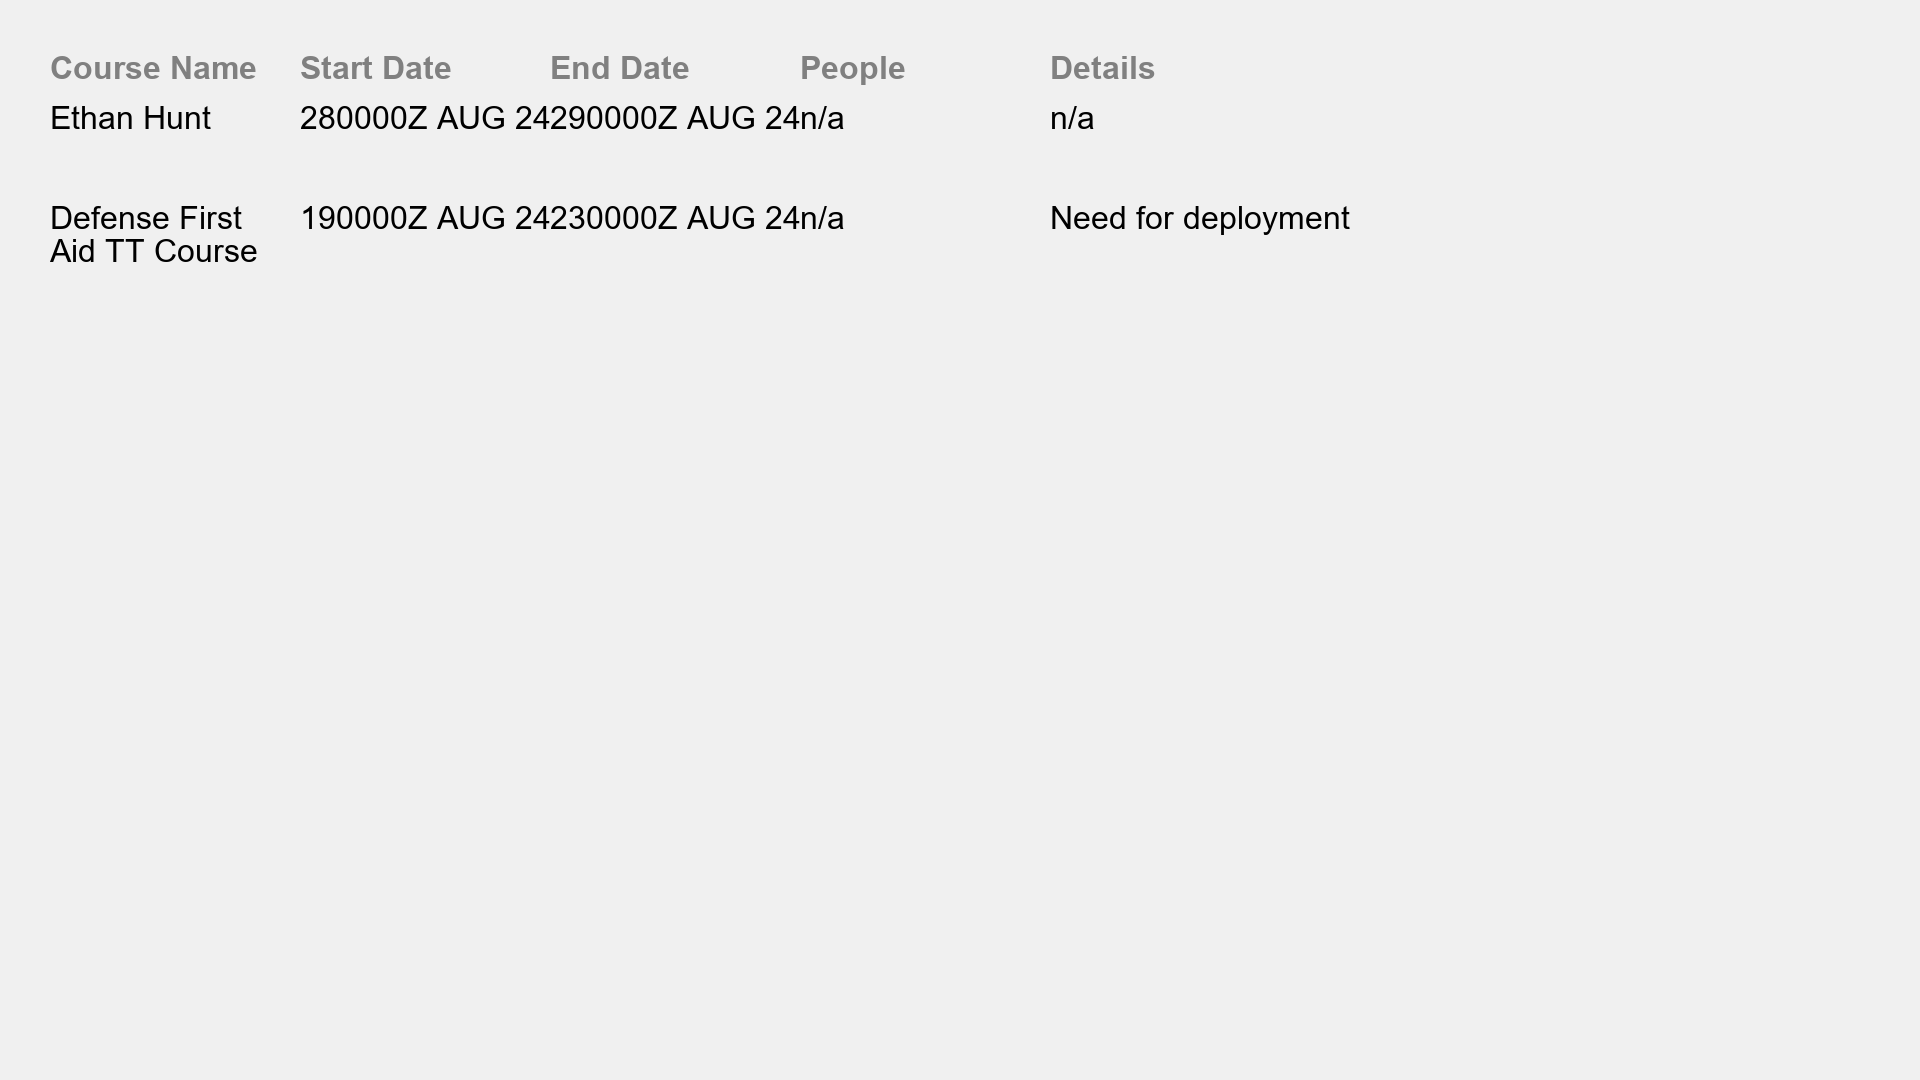 Course Name Start Date End Date People Details
Ethan Hunt 280000Z AUG 24 290000Z AUG 24 n/a n/a
Defense First 190000Z AUG 24 230000Z AUG 24 n/a Need for deployment
Aid TT Course